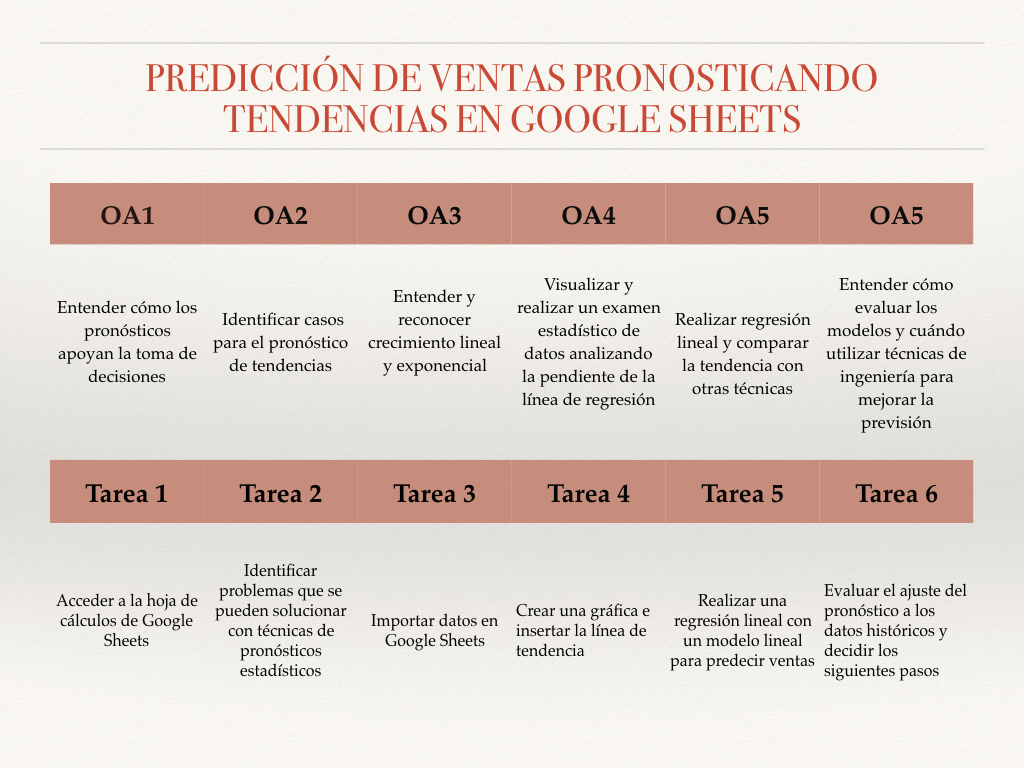 PREDICCIÓN DE VENTAS PRONOSTICANDO
TENDENCIAS EN GOOGLE SHEETS
OA1
OA2
OA3
OA4
OA5
OA5
Entender cómo los
pronósticos
apoyan la toma de
decisiones
Identificar casos
para el pronóstico
de tendencias
Entender y
reconocer
crecimiento lineal
y exponencial
Visualizar y
realizar un examen
estadístico de
datos analizando
la pendiente de la
línea de regresión
Realizar regresión
lineal y comparar
la tendencia con
otras técnicas
Entender cómo
evaluar los
modelos y cuándo
utilizar técnicas de
ingeniería para
mejorar la
previsión
Tarea 1
Tarea 2
Tarea 3
Tarea 4
Tarea 5
Tarea 6
Acceder a la hoja de
cálculos de Google
Sheets
Identificar
problemas que se
pueden solucionar
con técnicas de
pronósticos
estadísticos
Importar datos en
Google Sheets
Crear una gráfica e
insertar la línea de
tendencia
Realizar una
regresión lineal con
un modelo lineal
para predecir ventas
Evaluar el ajuste del
pronóstico a los
datos históricos y
decidir los
siguientes pasos